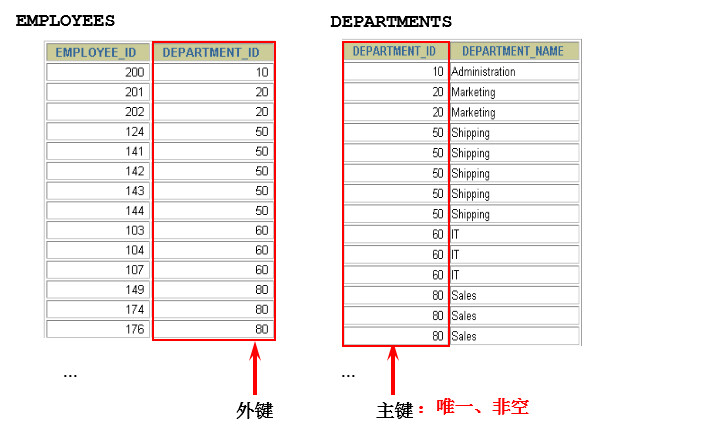 EMPLOYEES
EMPLOYEE_ID DEPARTMENT_ID
200 10
201 20
202 20
124 50
141 50
142 50
143 50
144 50
103 60
104 60
107 60
149 80
174 80
176 80
...
外键
DEPARTMENTS
DEPARTMENT_ID DEPARTMENT_NAME
10 Administration
20 Marketing
20 Marketing
50 Shipping
50 Shipping
50 Shipping
50 Shipping
50 Shipping
60 IT
60 IT
60 IT
80 Sales
80 Sales
80 Sales
...
主键：唯一、非空